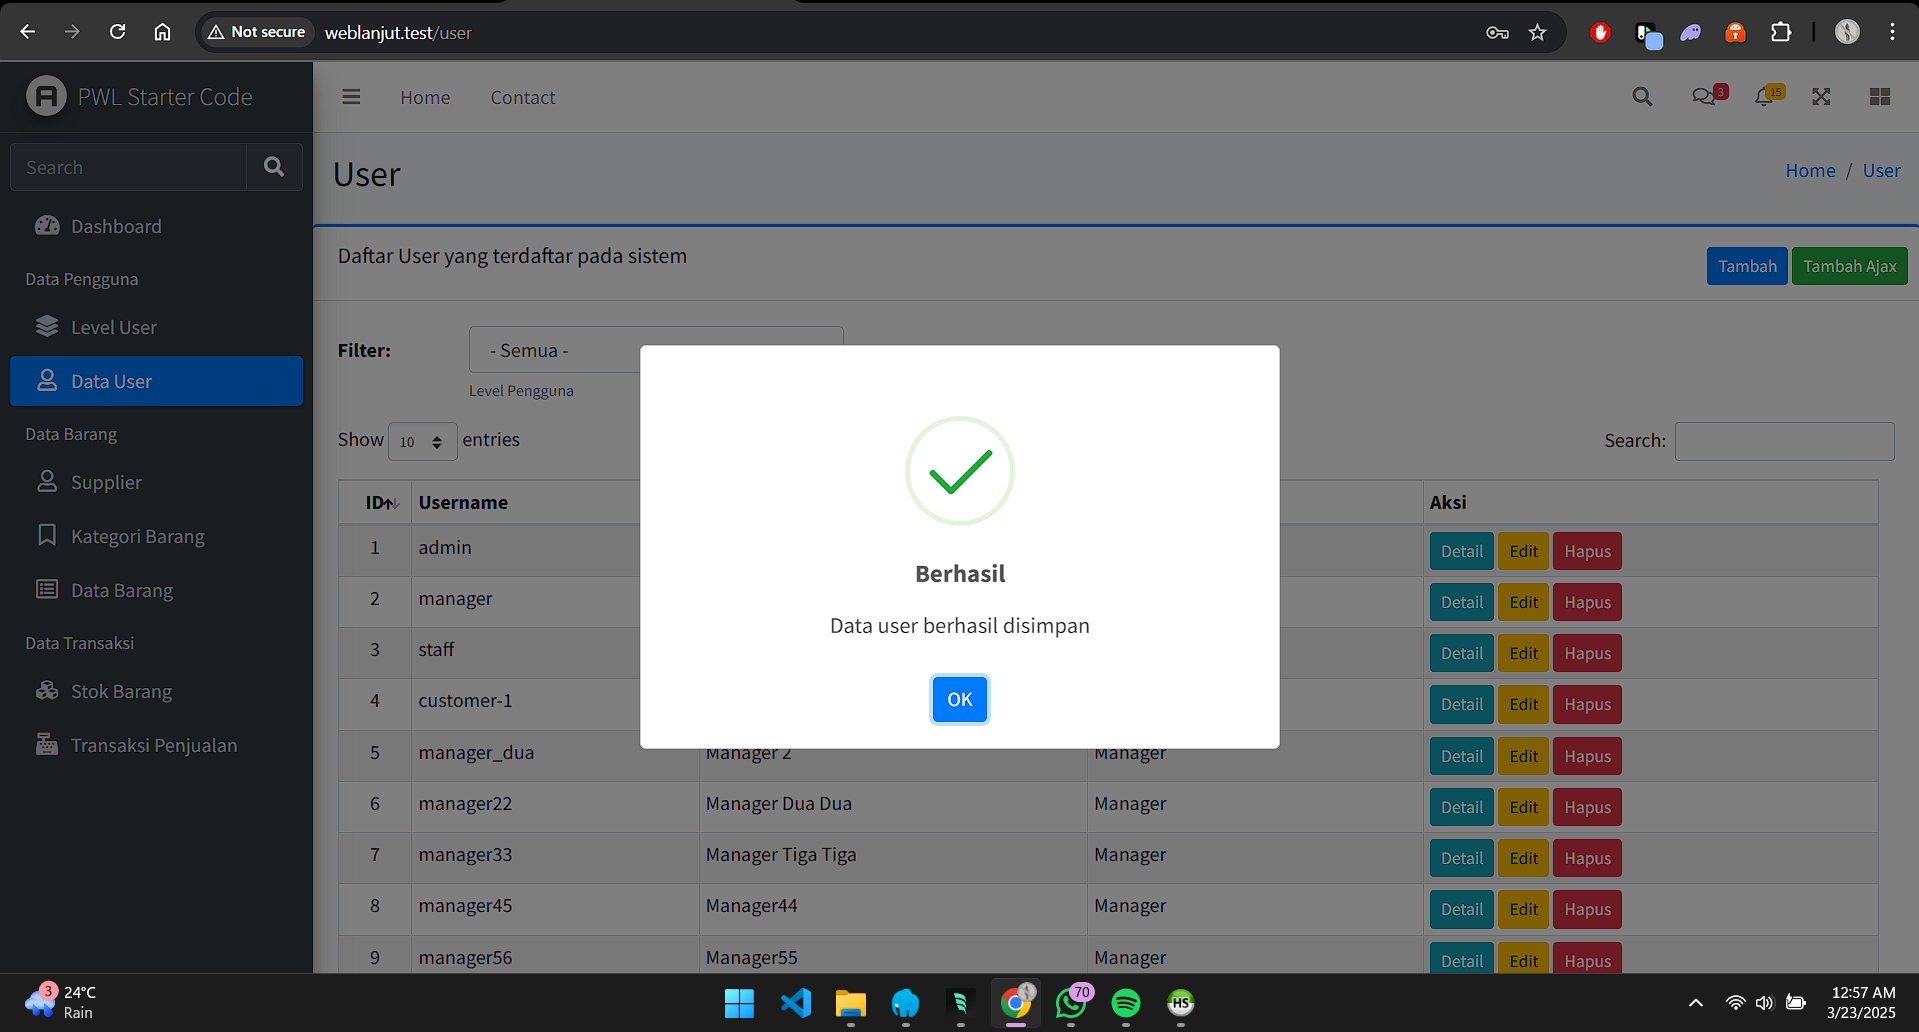 Not secure weblanjut.test/user
PWL Starter Code
Home Contact
3
15
Search
User
Home / User
Dashboard
Data Pengguna
Level User
Data User
Data Barang
Supplier
Kategori Barang
Data Barang
Data Transaksi
Stok Barang
Transaksi Penjualan
Daftar User yang terdaftar pada sistem
Tambah Tambah Ajax
Filter: - Semua -
Level Pengguna
Show 10 entries
Search:
ID Username Aksi
1 admin Detail Edit Hapus
2 manager Detail Edit Hapus
3 staff Detail Edit Hapus
4 customer-1 Detail Edit Hapus
5 manager_dua Manager 2 Manager Detail Edit Hapus
6 manager22 Manager Dua Dua Manager Detail Edit Hapus
7 manager33 Manager Tiga Tiga Manager Detail Edit Hapus
8 manager45 Manager44 Manager Detail Edit Hapus
9 manager56 Manager55 Manager Detail Edit Hapus
Berhasil
Data user berhasil disimpan
OK
3
24°C
Rain
70
HS
12:57 AM
3/23/2025